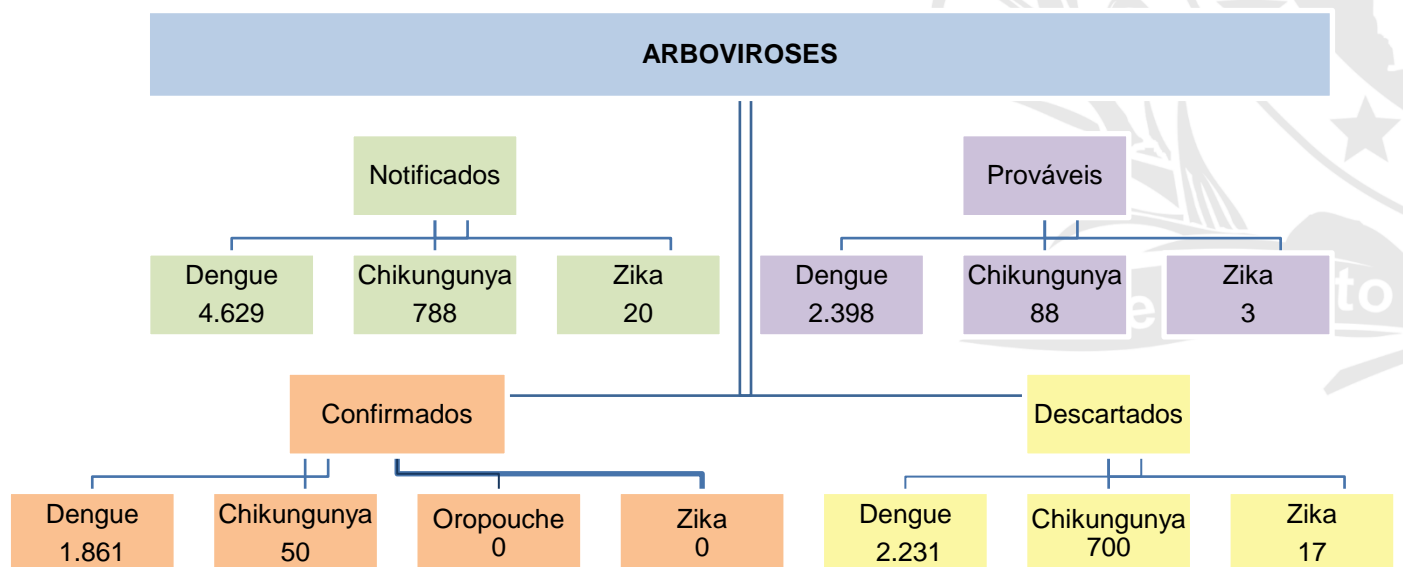 ARBOVIROSES
Notificados
Prováveis
Dengue
4.629
Chikungunya
788
Zika
20
Dengue
2.398
Chikungunya
88
Zika
3
e
to
Confirmados
Descartados
Dengue
1.861
Chikungunya
50
Oropouche
0
Zika
0
Dengue
2.231
Chikungunya
700
Zika
17